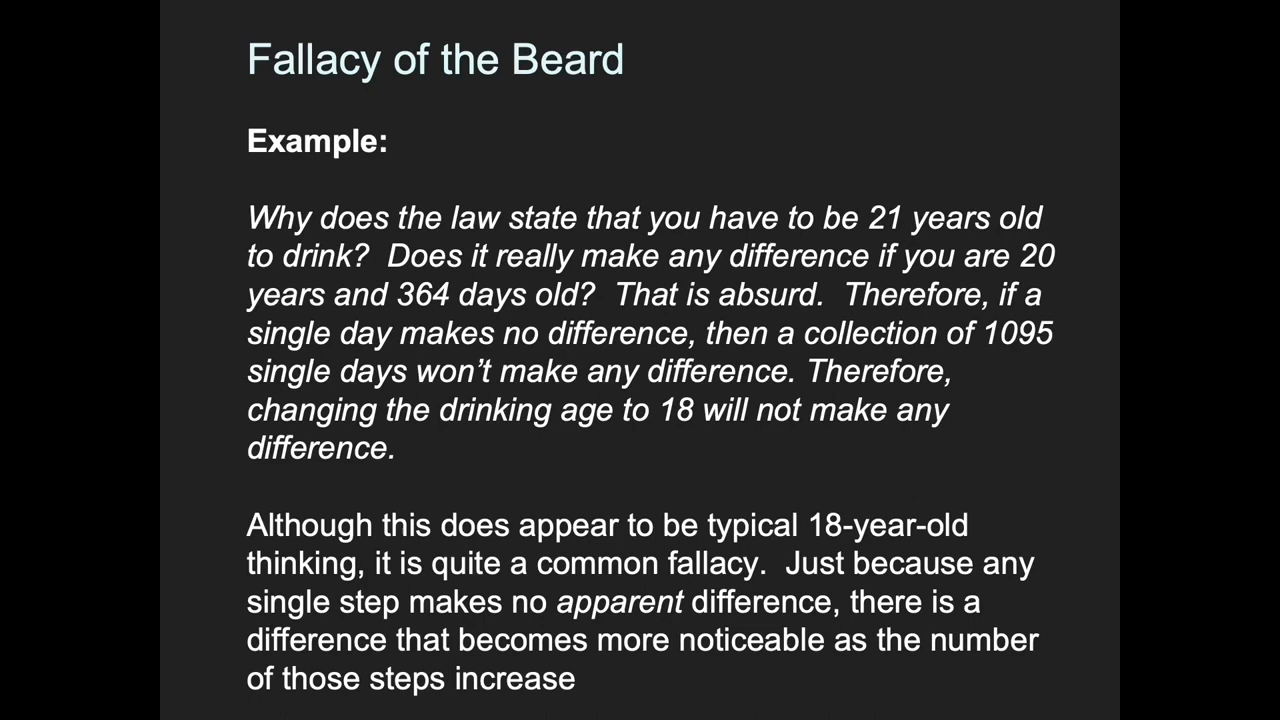 Fallacy of the Beard
Example:
Why does the law state that you have to be 21 years old
to drink?  Does it really make any difference if you are 20
years and 364 days old?  That is absurd.  Therefore, if a
single day makes no difference, then a collection of 1095
single days won’t make any difference. Therefore,
changing the drinking age to 18 will not make any
difference.
Although this does appear to be typical 18-year-old
thinking, it is quite a common fallacy.  Just because any
single step makes no apparent difference, there is a
difference that becomes more noticeable as the number
of those steps increase